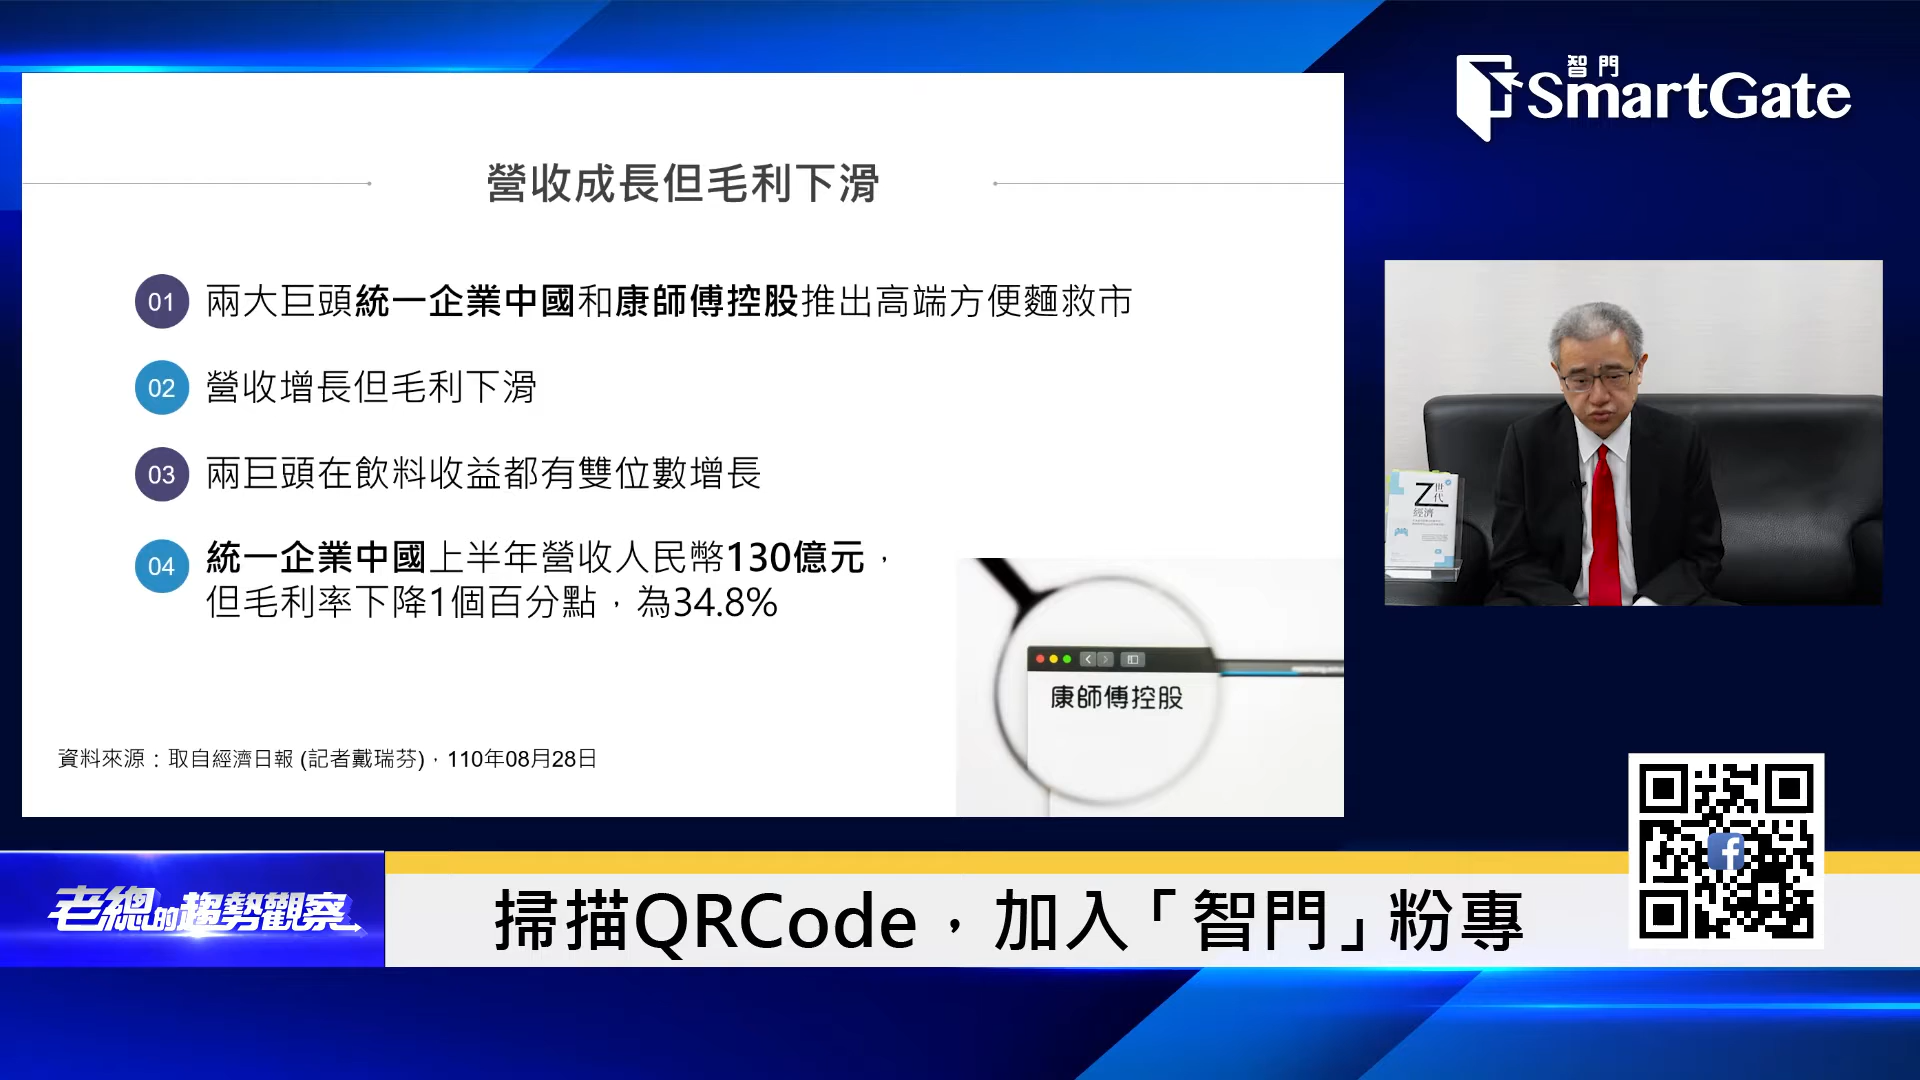 智門
SmartGate
營收成長但毛利下滑
01 兩大巨頭統一企業中國和康師傅控股推出高端方便麵救市
02 營收增長但毛利下滑
03 兩巨頭在飲料收益都有雙位數增長
04 統一企業中國上半年營收人民幣130億元，
但毛利率下降1個百分點，為34.8%
康師傅控股
資料來源：取自經濟日報 (記者戴瑞芬)，110年08月28日
Z世代
經濟
老總的趨勢觀察
掃描QRCode，加入「智門」粉專